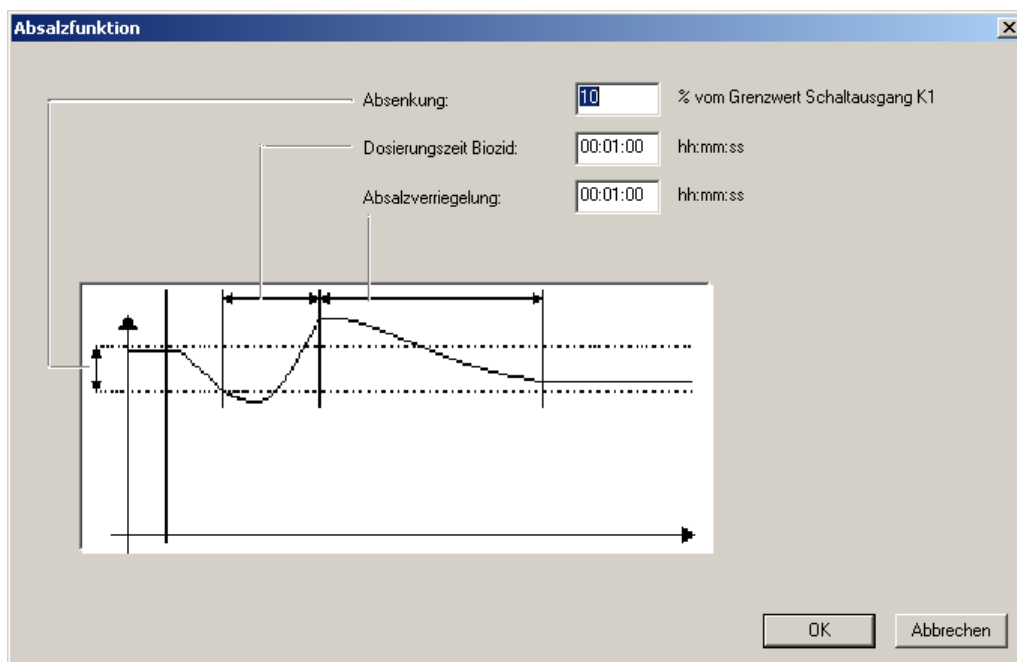 Absalzfunktion
Absenkung: 10 % vom Grenzwert Schaltausgang K1
Dosierungszeit Biozid: 00:01:00 hh:mm:ss
Absalzverriegelung: 00:01:00 hh:mm:ss
OK Abbrechen